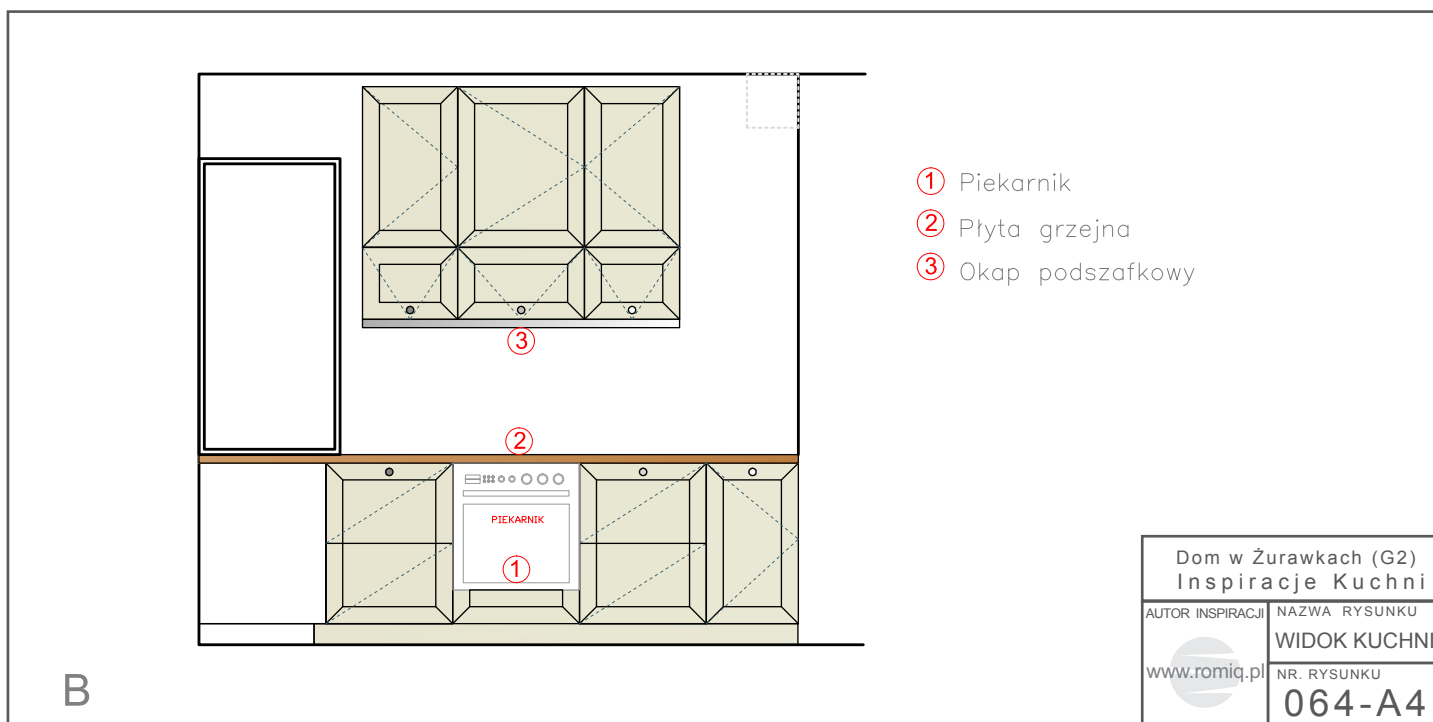 1 Piekarnik
2 Płyta grzejna
3 Okap podszafkowy
3
2
PIEKARNIK
1
B
Dom w Żurawkach (G2)
Inspiracje Kuchni
AUTOR INSPIRACJI
www.romiq.pl
NAZWA RYSUNKU
WIDOK KUCHNI
NR. RYSUNKU
064-A4